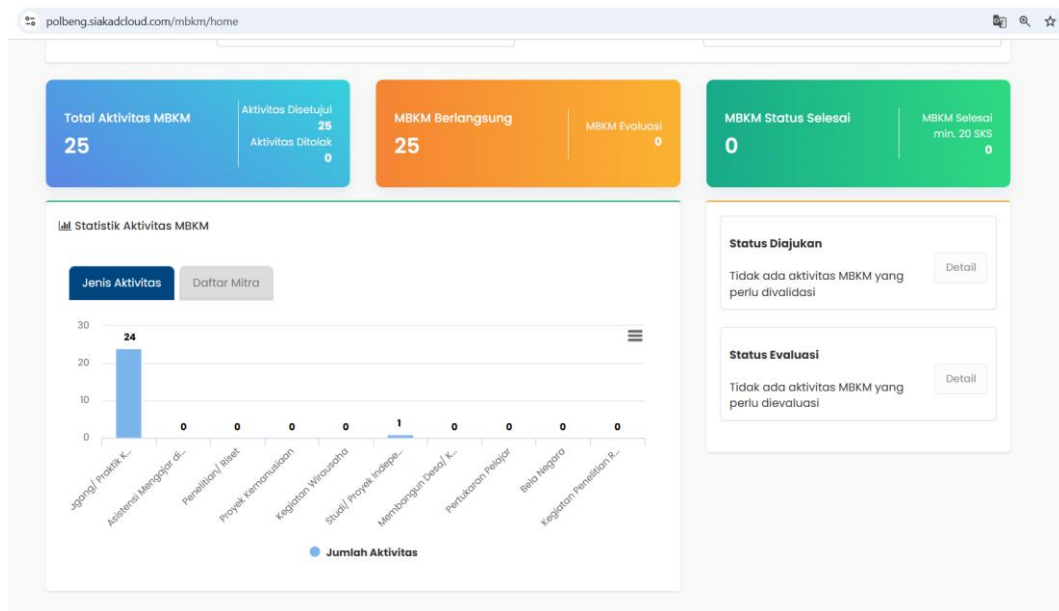 polbeng.siakadcloud.com/mbkm/home
Total Aktivitas MBKM
25
Aktivitas Disetujui
25
Aktivitas Ditolak
0
MBKM Berlangsung
25
MBKM Evaluasi
0
MBKM Status Selesai
0
MBKM Selesai
min. 20 SKS
0
Statistik Aktivitas MBKM
Jenis Aktivitas
Daftar Mitra
30
20
10
0
24
0
0
0
0
1
0
0
0
0
...agang/ Praktik K...
Asistensi Mengajar di...
Penelitian/ Riset
Proyek Kemanusiaan
Kegiatan Wirausaha
Studi/ Proyek Indepe...
Membangun Desa/ K...
Pertukaran Pelajar
Bela Negara
Kegiatan Penelitian R...
Jumlah Aktivitas
Status Diajukan
Tidak ada aktivitas MBKM yang
perlu divalidasi
Detail
Status Evaluasi
Tidak ada aktivitas MBKM yang
perlu dievaluasi
Detail